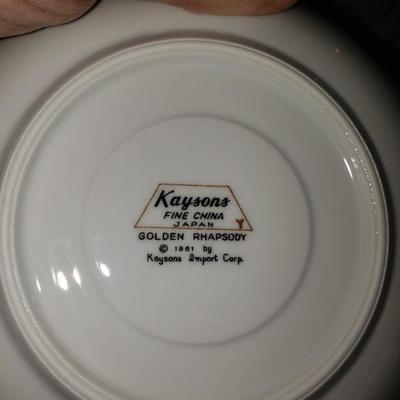 Kaysons
FINE CHINA
JAPAN
GOLDEN RHAPSODY
© 1961 by
Kaysons Import Corp.